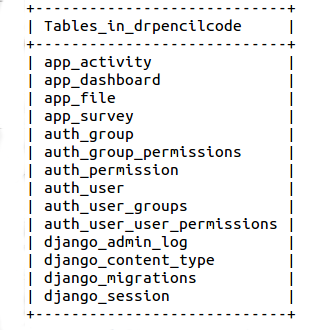 +---------------------------+
| Tables_in_drpencilcode    |
+---------------------------+
| app_activity              |
| app_dashboard             |
| app_file                  |
| app_survey                |
| auth_group                |
| auth_group_permissions    |
| auth_permission           |
| auth_user                 |
| auth_user_groups          |
| auth_user_user_permissions |
| django_admin_log          |
| django_content_type       |
| django_migrations         |
| django_session            |
+---------------------------+